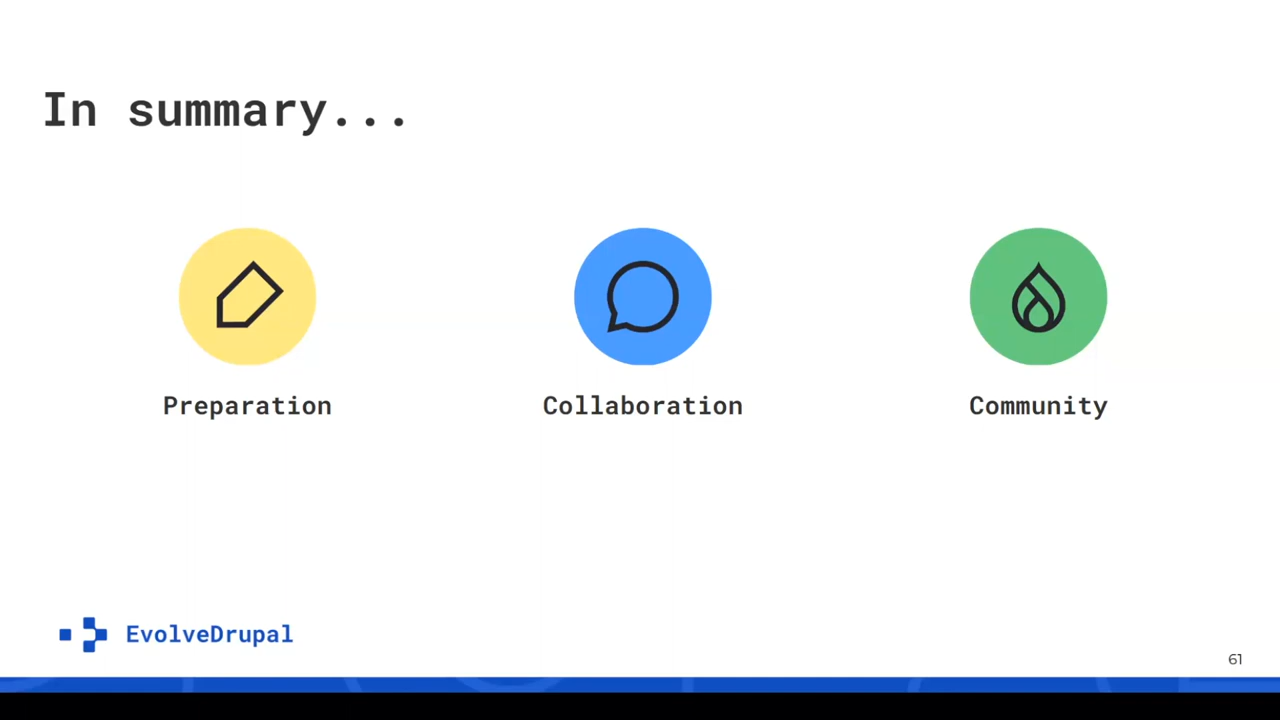 In summary...
Preparation
Collaboration
Community
EvolveDrupal
61